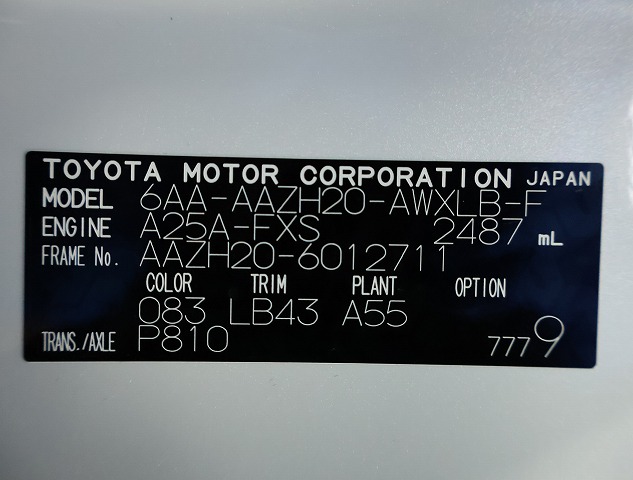 TOYOTA MOTOR CORPORATION JAPAN
MODEL 6AA-AAZH20-AWXLB-F
ENGINE A25A-FXS 2487 mL
FRAME No. AAZH20-6012711
COLOR TRIM PLANT OPTION
083 LB43 A55
TRANS./AXLE P810
7779